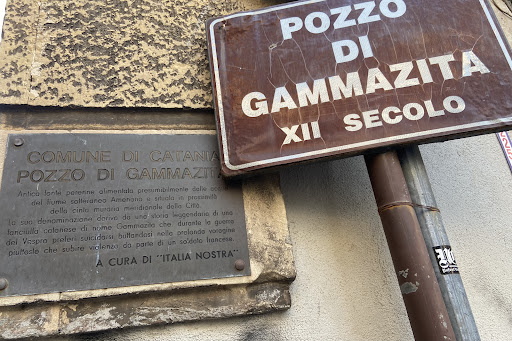 POZZO
DI
GAMMAZITA
XII SECOLO
COMUNE DI CATANIA
POZZO DI GAMMAZITA
Antica fonte perenne alimentata presumibilmente dalle
del fiume sotterraneo Amenano e situata in prossimità
della cinta muraria meridionale della Città.
La sua denominazione deriva da una storia leggendaria di una
fanciulla catanese di nome Gammazita che durante la guerra
del Vespro preferì suicidarsi buttandosi nella profonda voragine
piuttosto che subire violenza da parte di un soldato francese.
A CURA DI "ITALIA NOSTRA"